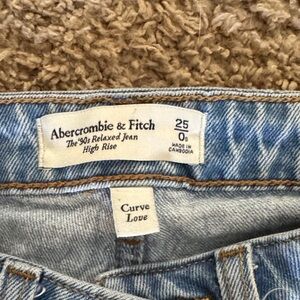 Abercrombie & Fitch
The '90s Relaxed Jean
High Rise
25
0s
MADE IN
CAMBODIA
Curve
Love